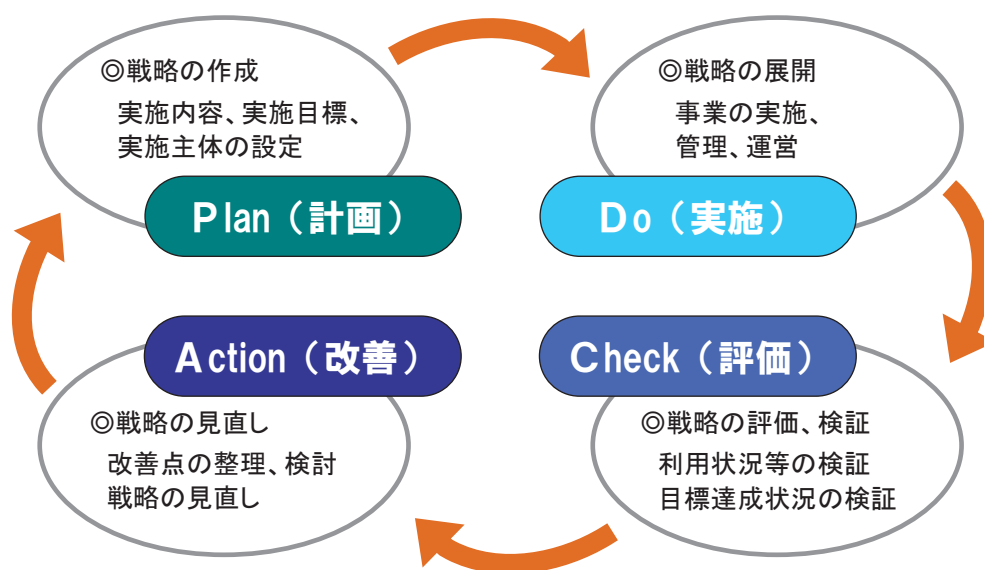 ◎戦略の作成
実施内容、実施目標、
実施主体の設定
Plan（計画）
◎戦略の展開
事業の実施、
管理、運営
Do（実施）
Check（評価）
◎戦略の評価、検証
利用状況等の検証
目標達成状況の検証
Action（改善）
◎戦略の見直し
改善点の整理、検討
戦略の見直し